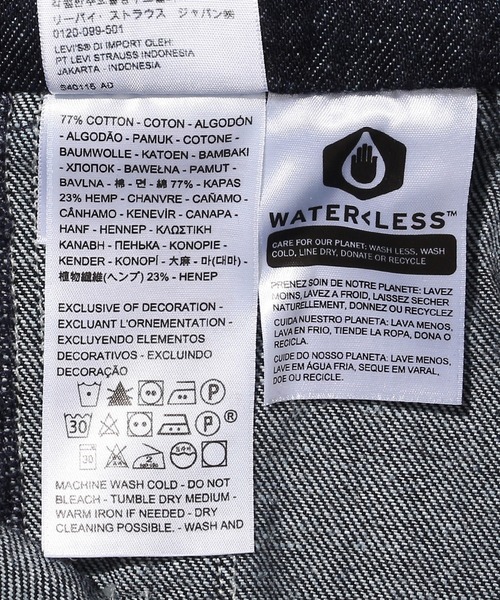 リーバイ・ストラウス ジャパン㈱
0120-099-501
LEVI'S® DI IMPORT OLEH:
PT LEVI STRAUSS INDONESIA
JAKARTA - INDONESIA
S40116 AD
77% COTTON - COTON - ALGODÓN
- ALGODÃO - PAMUK - COTONE -
BAUMWOLLE - KATOEN - BAMBAKI
- ХЛОПОК - BAWEŁNA - PAMUT -
BAVLNA - 棉 - 면 - 綿 77% - KAPAS
23% HEMP - CHANVRE - CAÑAMO -
CÂNHAMO - KENEVİR - CANAPA -
HANF - HENNEP - ΚΛΩΣΤΙΚΗ
ΚΑΝΑΒΗ - ПЕНЬКА - KONOPIE -
KENDER - KONOPÍ - 大麻 - 마(대마) -
植物繊維(ヘンプ) 23% - HENEP
EXCLUSIVE OF DECORATION -
EXCLUANT L'ORNEMENTATION -
EXCLUYENDO ELEMENTOS
DECORATIVOS - EXCLUINDO
DECORAÇÃO
P
30 P ®
30
MACHINE WASH COLD - DO NOT
BLEACH - TUMBLE DRY MEDIUM -
WARM IRON IF NEEDED - DRY
CLEANING POSSIBLE. - WASH AND
WATER<LESS™
CARE FOR OUR PLANET: WASH LESS, WASH
COLD, LINE DRY, DONATE OR RECYCLE
PRENEZ SOIN DE NOTRE PLANETE: LAVEZ
MOINS, LAVEZ A FROID, LAISSEZ SECHER
NATURELLEMENT, DONNEZ OU RECYCLEZ
CUIDA NUESTRO PLANETA: LAVA MENOS,
LAVA EN FRIO, TIENDE LA ROPA, DONA O
RECICLA.
CUIDE DO NOSSO PLANETA: LAVE MENOS,
LAVE EM ÁGUA FRIA, SEQUE EM VARAL,
DOE OU RECICLE.